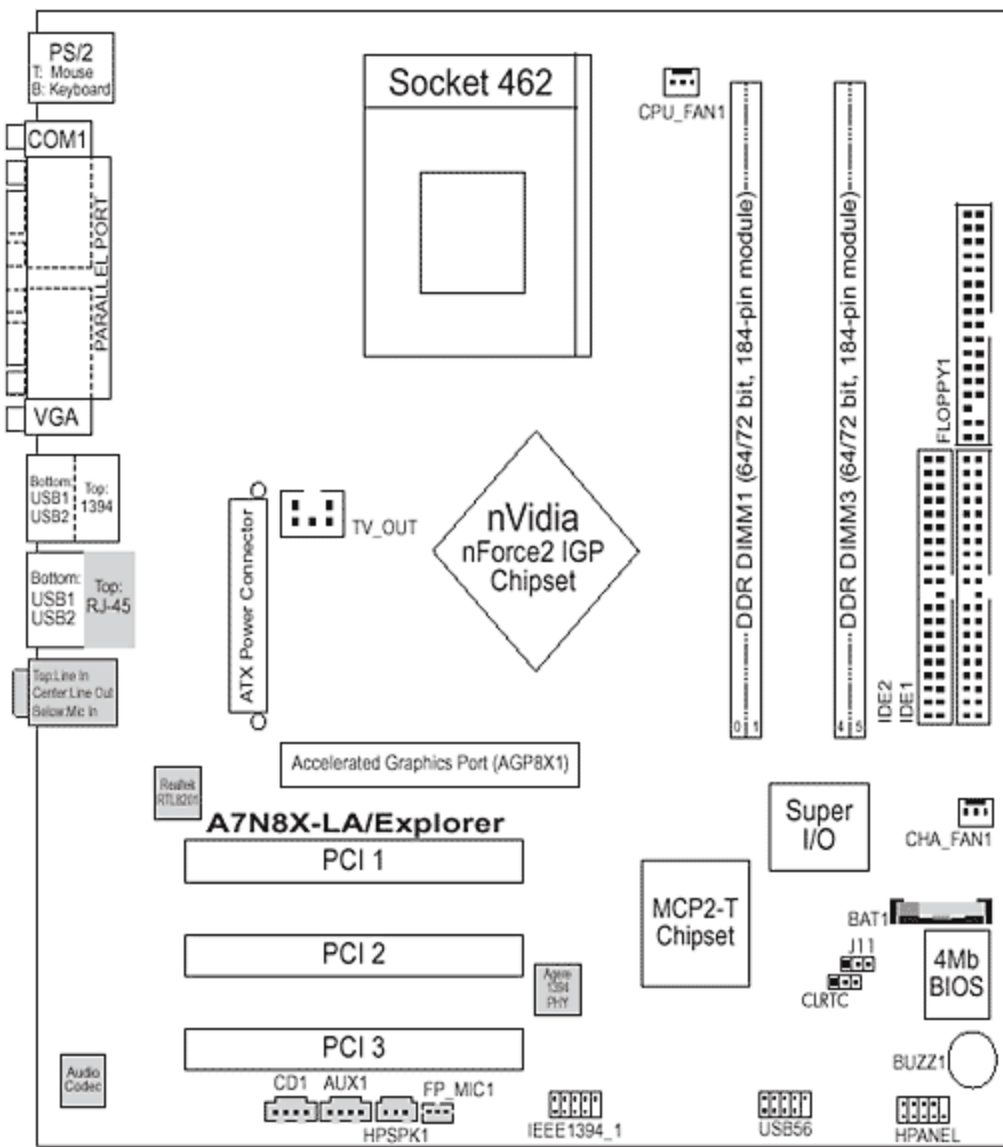 PS/2
T: Mouse
B: Keyboard
COM1
PARALLEL PORT
VGA
Bottom:
USB1
USB2
Top:
1394
Bottom:
USB1
USB2
Top:
RJ-45
Top:Line In
Center:Line Out
Below:Mic In
Socket 462
CPU_FAN1
DDR DIMM1 (64/72 bit, 184-pin module)
0 1
DDR DIMM3 (64/72 bit, 184-pin module)
4 5
FLOPPY1
IDE2
IDE1
ATX Power Connector
TV_OUT
nVidia
nForce2 IGP
Chipset
Accelerated Graphics Port (AGP8X1)
Realtek
RTL8201
A7N8X-LA/Explorer
PCI 1
PCI 2
PCI 3
Super
I/O
CHA_FAN1
MCP2-T
Chipset
BAT1
J11
CLRTC
4Mb
BIOS
Agere
1394
PHY
BUZZ1
Audio
Codec
CD1
AUX1
HPSPK1
FP_MIC1
IEEE1394_1
USB56
HPANEL